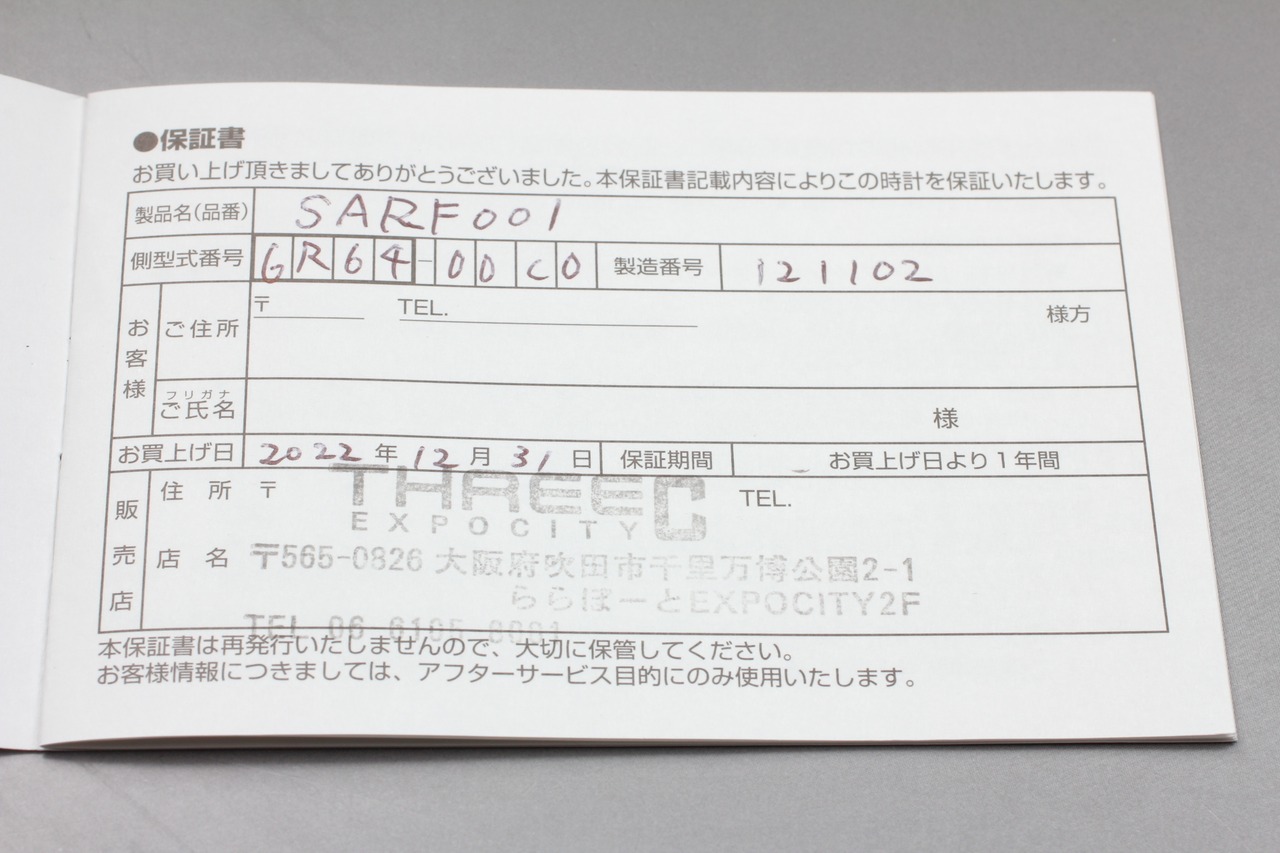 ●保証書
お買い上げ頂きましてありがとうございました。本保証書記載内容によりこの時計を保証いたします。
製品名(品番) SARF001
側型式番号 6R64-00C0 製造番号 121102
お客様 ご住所 〒 TEL. 様方
フリガナ
ご氏名 様
お買上げ日 2022年12月31日 保証期間 お買上げ日より1年間
販売店 住所 〒 TEL.
THREEC
EXPOCITY
店名 〒565-0826 大阪府吹田市千里万博公園2-1
ららぽーとEXPOCITY2F
TEL 06-6105-
本保証書は再発行いたしませんので、大切に保管してください。
お客様情報につきましては、アフターサービス目的にのみ使用いたします。